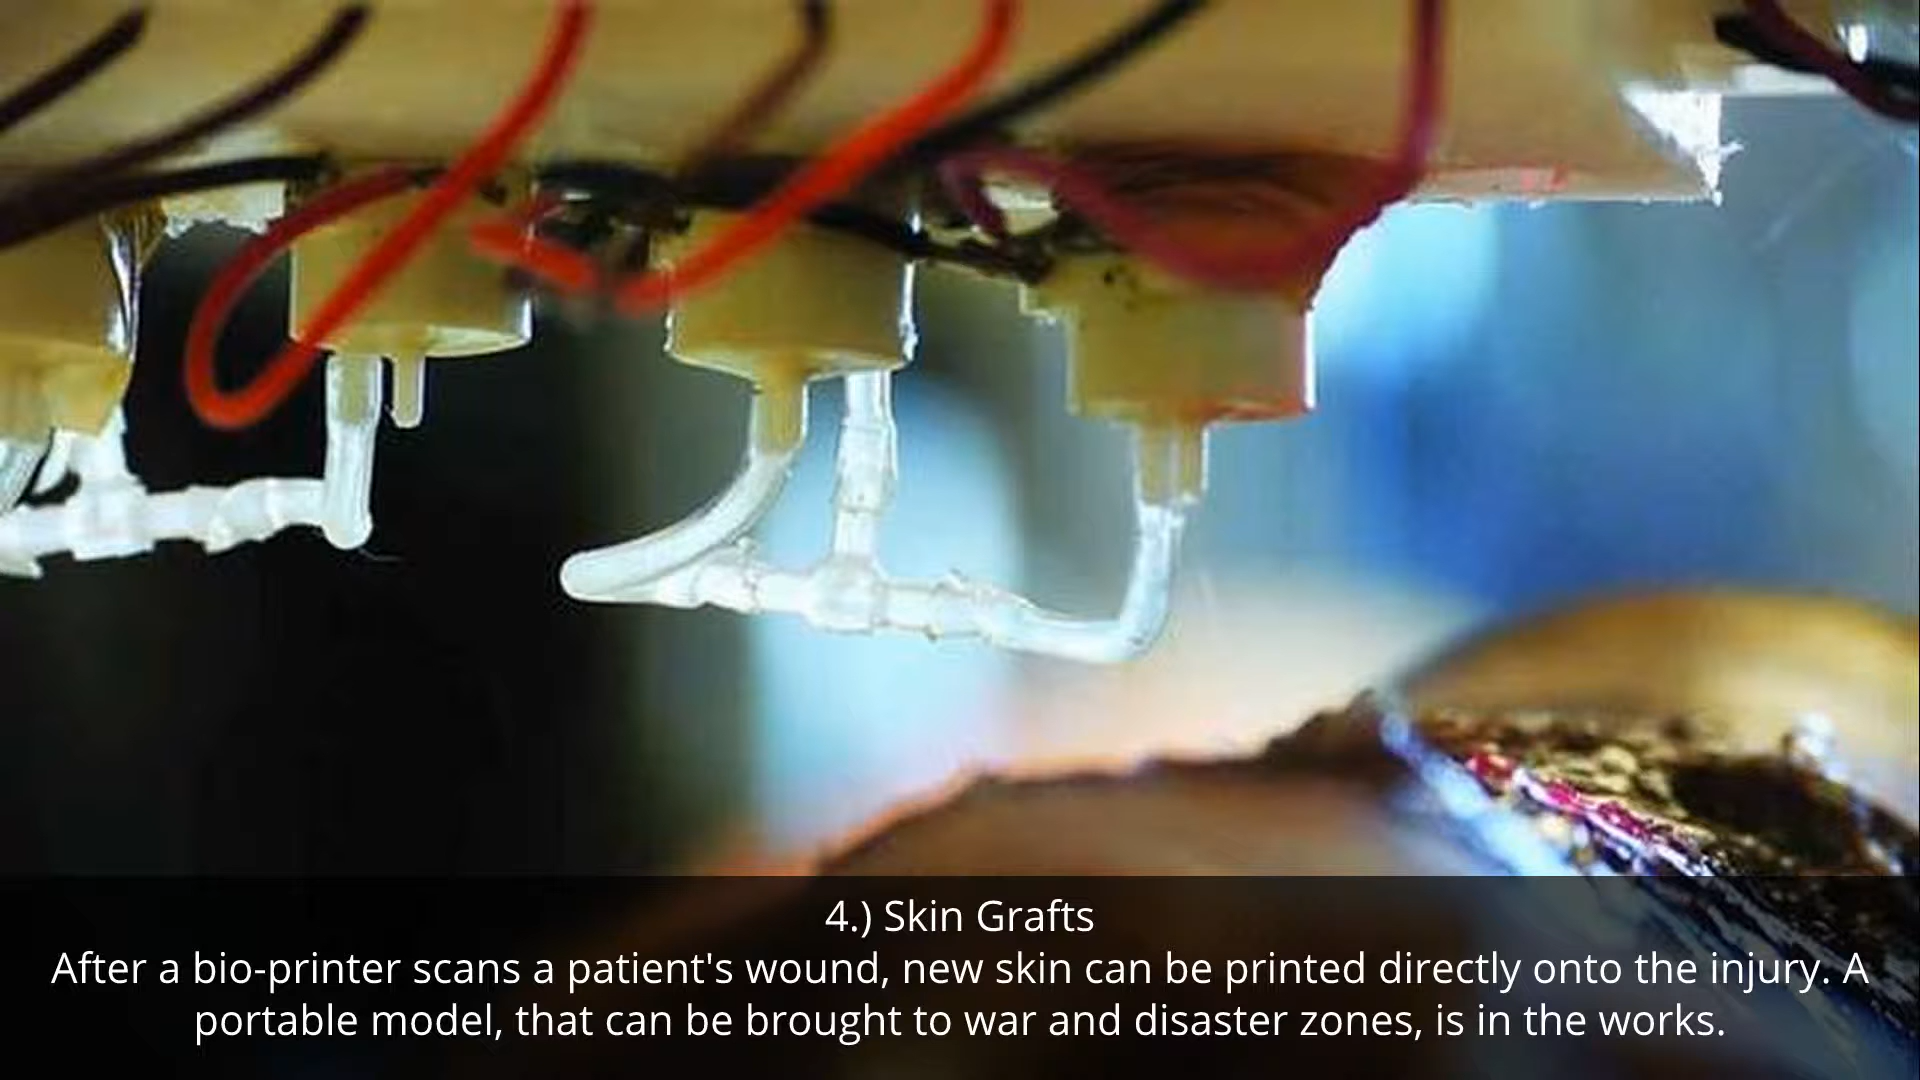 4.) Skin Grafts
After a bio-printer scans a patient's wound, new skin can be printed directly onto the injury. A
portable model, that can be brought to war and disaster zones, is in the works.